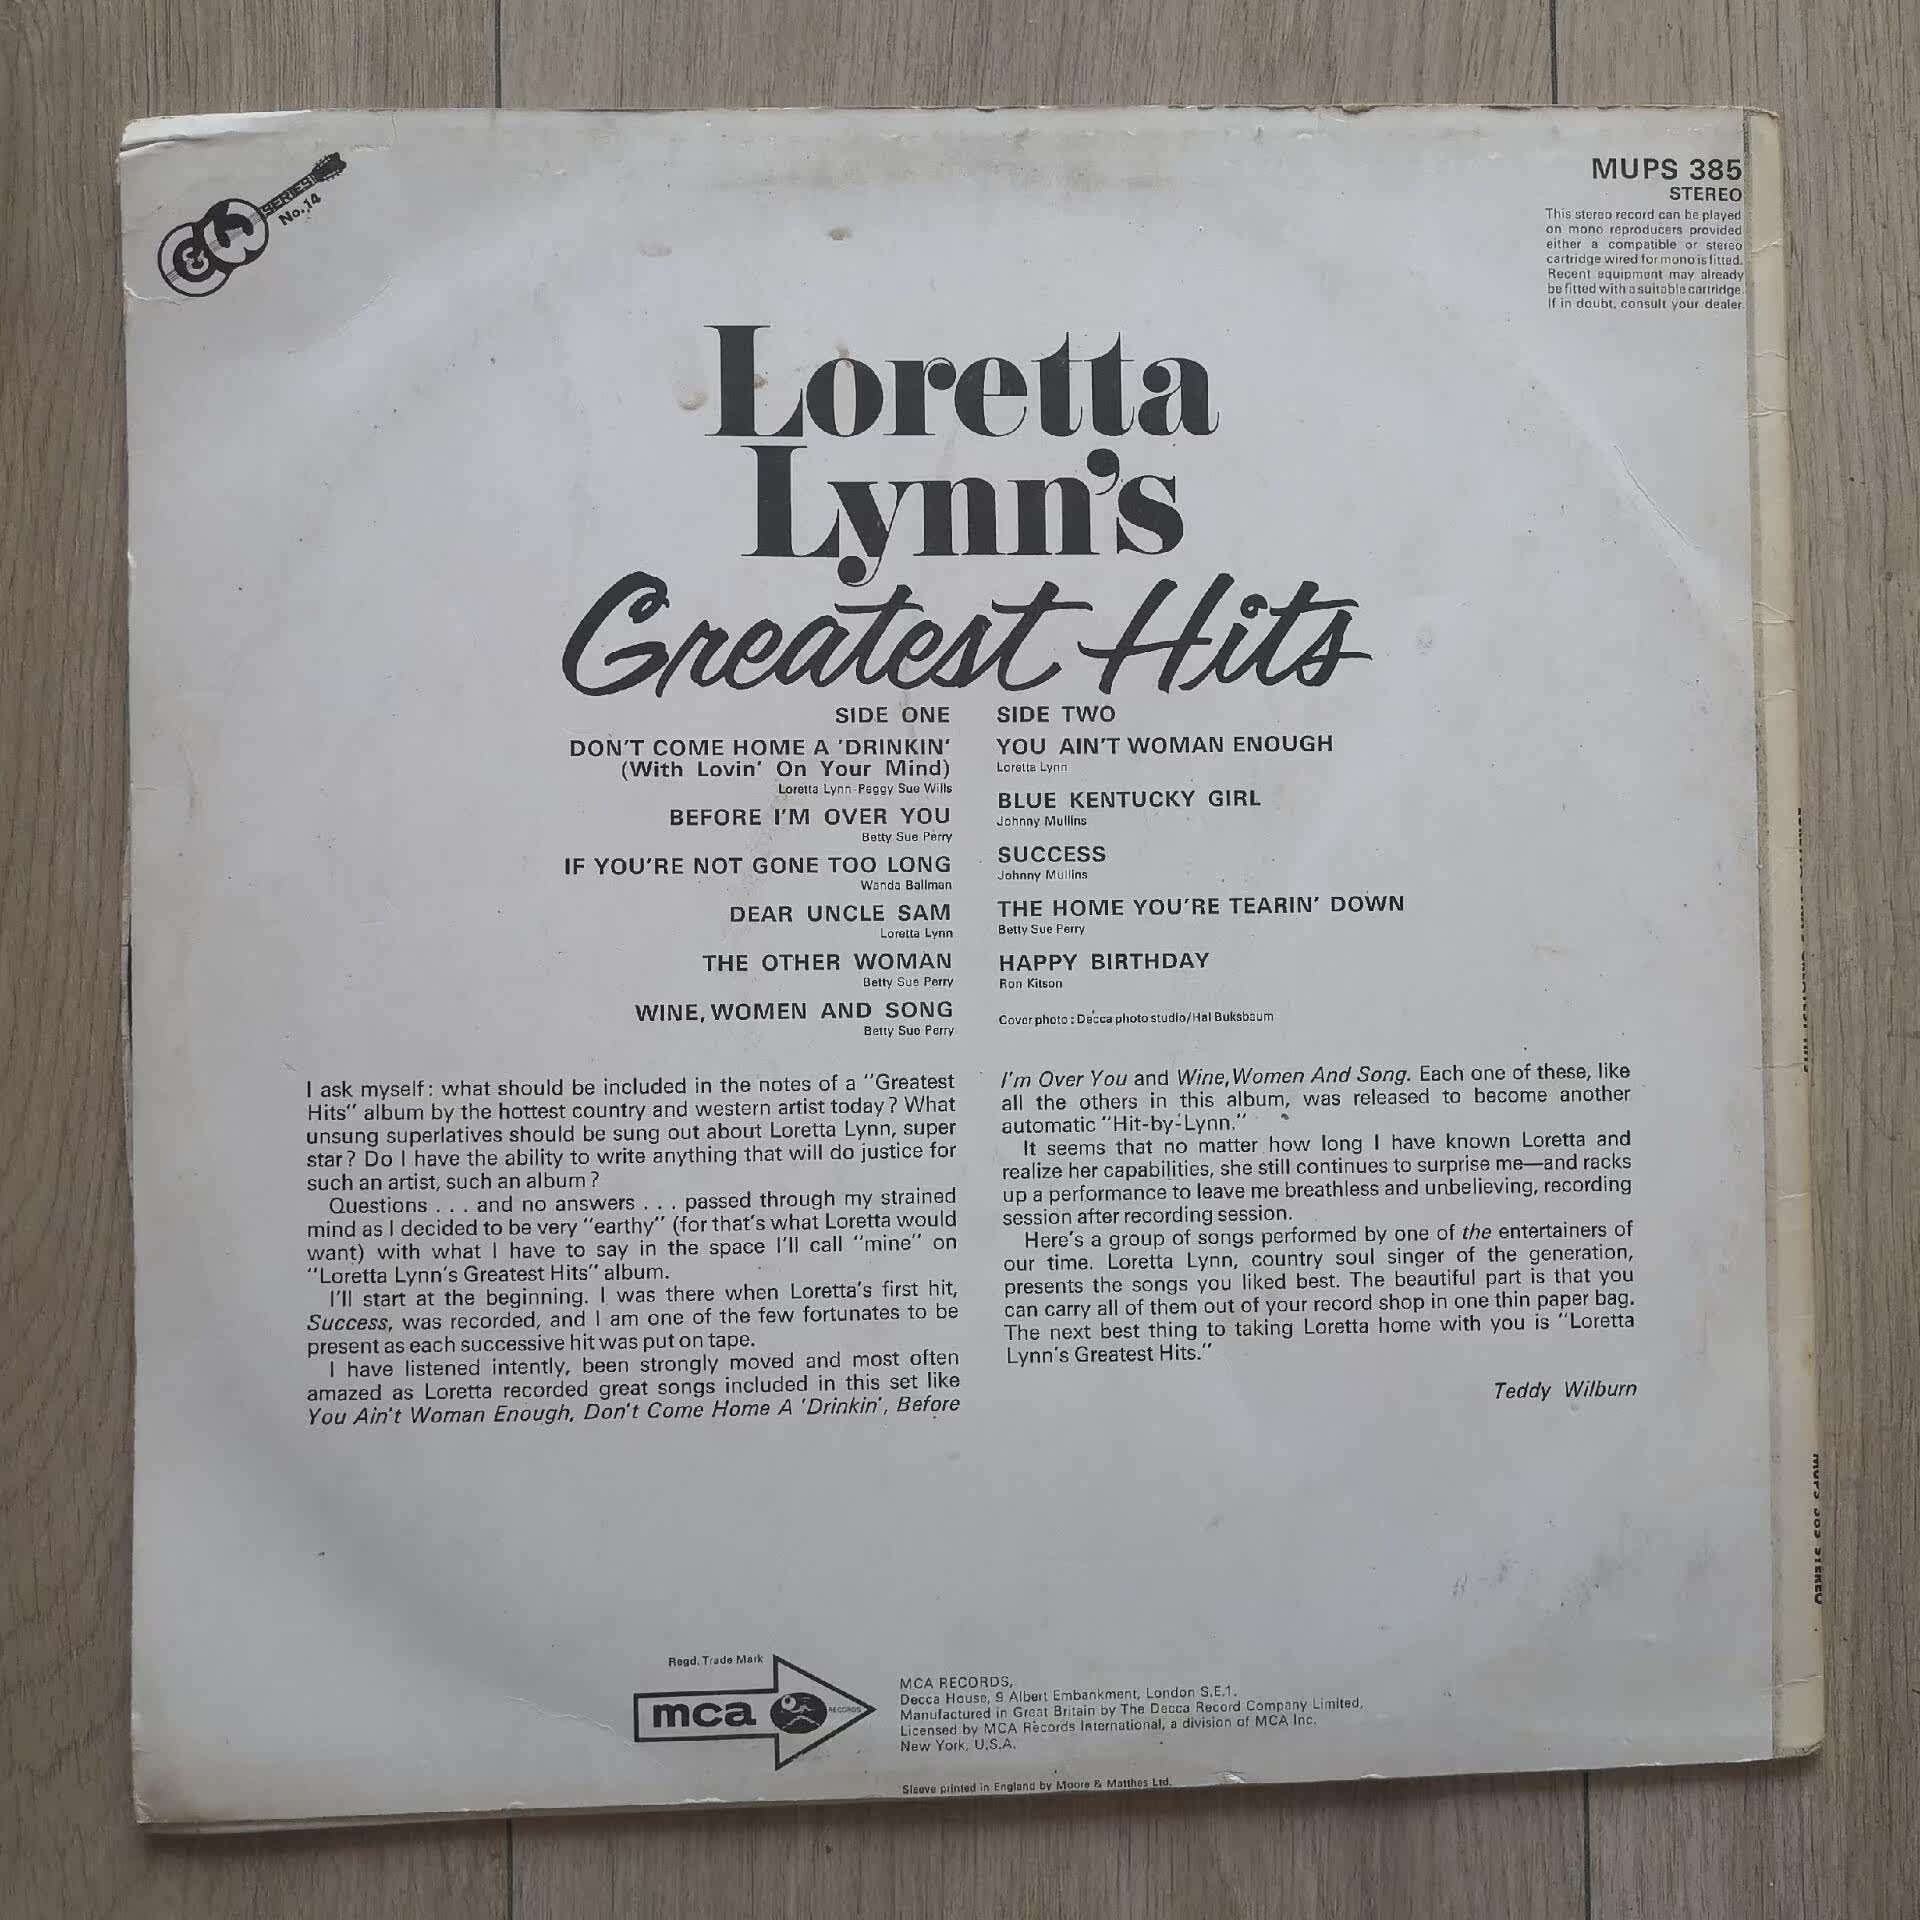 C&W
SERIES
No.14
MUPS 385
STEREO
This stereo record can be played
on mono reproducers provided
either a compatible or stereo
cartridge wired for mono is fitted.
Recent equipment may already
be fitted with a suitable cartridge.
If in doubt, consult your dealer.
Loretta
Lynn's
Greatest Hits
SIDE ONE
DON'T COME HOME A 'DRINKIN'
(With Lovin' On Your Mind)
Loretta Lynn-Peggy Sue Wills
BEFORE I'M OVER YOU
Betty Sue Perry
IF YOU'RE NOT GONE TOO LONG
Wanda Ballman
DEAR UNCLE SAM
Loretta Lynn
THE OTHER WOMAN
Betty Sue Perry
WINE, WOMEN AND SONG
Betty Sue Perry
SIDE TWO
YOU AIN'T WOMAN ENOUGH
Loretta Lynn
BLUE KENTUCKY GIRL
Johnny Mullins
SUCCESS
Johnny Mullins
THE HOME YOU'RE TEARIN' DOWN
Betty Sue Perry
HAPPY BIRTHDAY
Ron Kitson
Cover photo: Decca photo studio/Hal Buksbaum
I ask myself: what should be included in the notes of a "Greatest
Hits" album by the hottest country and western artist today? What
unsung superlatives should be sung out about Loretta Lynn, super
star? Do I have the ability to write anything that will do justice for
such an artist, such an album?
Questions . . . and no answers . . . passed through my strained
mind as I decided to be very "earthy" (for that's what Loretta would
want) with what I have to say in the space I'll call "mine" on
"Loretta Lynn's Greatest Hits" album.
I'll start at the beginning. I was there when Loretta's first hit,
Success, was recorded, and I am one of the few fortunates to be
present as each successive hit was put on tape.
I have listened intently, been strongly moved and most often
amazed as Loretta recorded great songs included in this set like
You Ain't Woman Enough, Don't Come Home A 'Drinkin', Before
I'm Over You and Wine, Women And Song. Each one of these, like
all the others in this album, was released to become another
automatic "Hit-by-Lynn."
It seems that no matter how long I have known Loretta and
realize her capabilities, she still continues to surprise me—and racks
up a performance to leave me breathless and unbelieving, recording
session after recording session.
Here's a group of songs performed by one of the entertainers of
our time. Loretta Lynn, country soul singer of the generation,
presents the songs you liked best. The beautiful part is that you
can carry all of them out of your record shop in one thin paper bag.
The next best thing to taking Loretta home with you is "Loretta
Lynn's Greatest Hits."
Teddy Wilburn
Regd. Trade Mark
mca
RECORDS
MCA RECORDS,
Decca House, 9 Albert Embankment, London S.E.1.
Manufactured in Great Britain by The Decca Record Company Limited,
Licensed by MCA Records International, a division of MCA Inc.
New York, U.S.A.
Sleeve printed in England by Moore & Matthes Ltd.
MUPS 385 STEREO